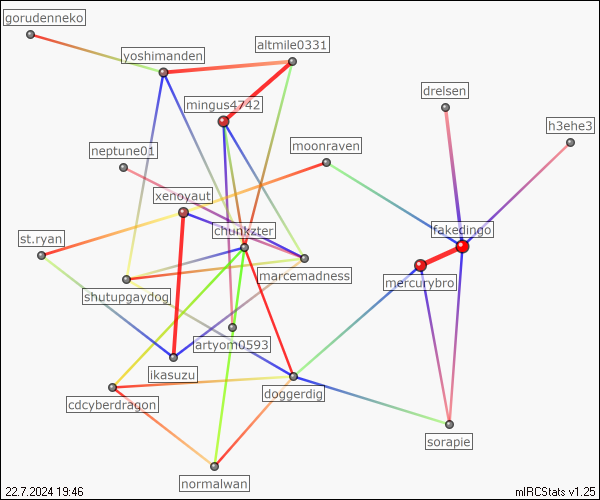 gorudenneko
altmile0331
yoshimanden
drelsen
mingus4742
h3ehe3
moonraven
neptune01
xenoyaut
chunkzter
fakedingo
st.ryan
marcemadness
mercurybro
shutupgaydog
artyom0593
ikasuzu
doggerdig
cdcyberdragon
sorapie
normalwan
22.7.2024 19:46
mIRCStats v1.25